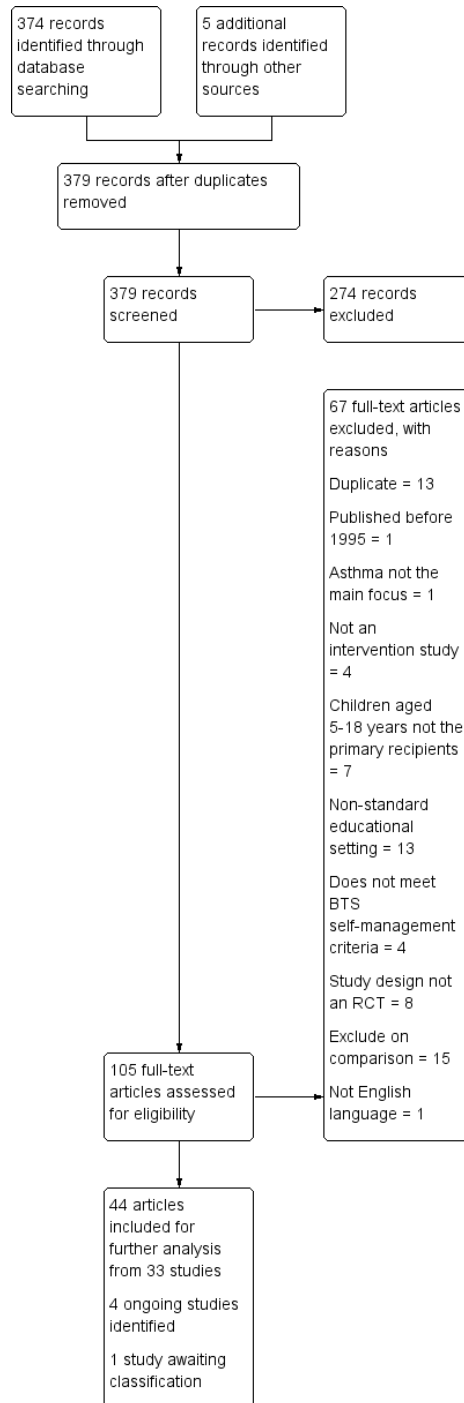 374 records
identified through
database
searching
5 additional
records identified
through other
sources
379 records after duplicates
removed
379 records
screened
274 records
excluded
67 full-text articles
excluded, with
reasons
Duplicate = 13
Published before
1995 = 1
Asthma not the
main focus = 1
Not an
intervention study
= 4
Children aged
5-18 years not the
primary recipients
= 7
Non-standard
educational
setting = 13
Does not meet
BTS
self-management
criteria = 4
Study design not
an RCT = 8
Exclude on
comparison = 15
Not English
language = 1
105 full-text
articles assessed
for eligibility
44 articles
included for
further analysis
from 33 studies
4 ongoing studies
identified
1 study awaiting
classification